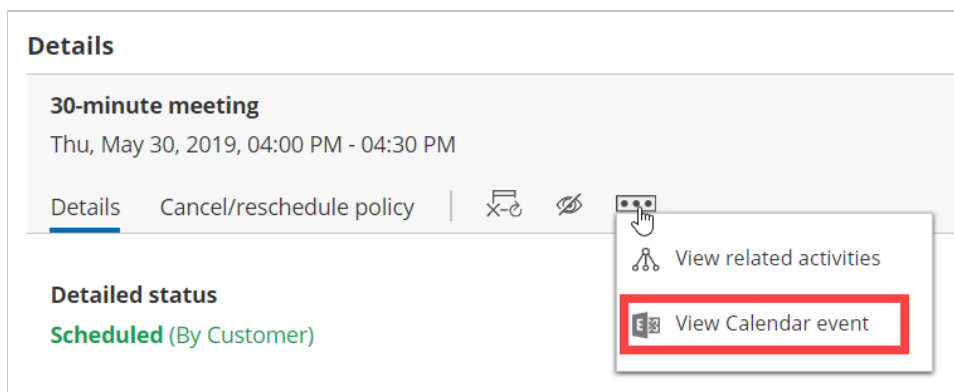 Details
30-minute meeting
Thu, May 30, 2019, 04:00 PM - 04:30 PM
Details Cancel/reschedule policy
View related activities
View Calendar event
Detailed status
Scheduled (By Customer)